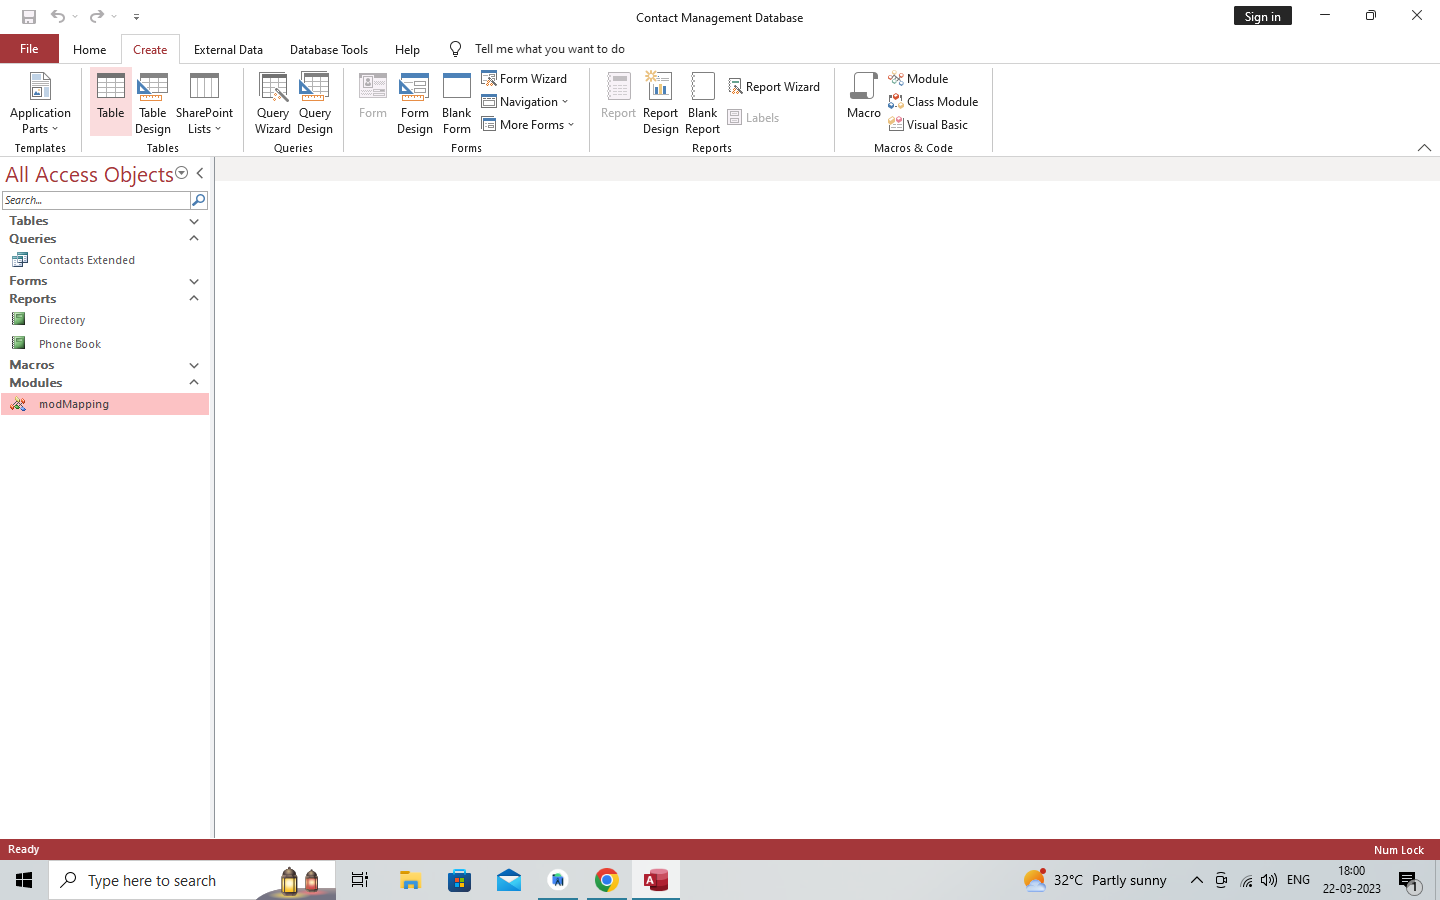 Contact Management Database
Sign in
File
Home
Create
External Data
Database Tools
Help
Tell me what you want to do
Application
Parts
Templates
Table
Table
Design
SharePoint
Lists
Tables
Query
Wizard
Query
Design
Queries
Form
Form
Design
Blank
Form
Form Wizard
Navigation
More Forms
Forms
Report
Report
Design
Blank
Report
Report Wizard
Labels
Reports
Macro
Module
Class Module
Visual Basic
Macros & Code
All Access Objects
Search...
Tables
Queries
Contacts Extended
Forms
Reports
Directory
Phone Book
Macros
Modules
modMapping
Ready
Num Lock
Type here to search
AI
A
32°C Partly sunny
ENG
18:00
22-03-2023
1